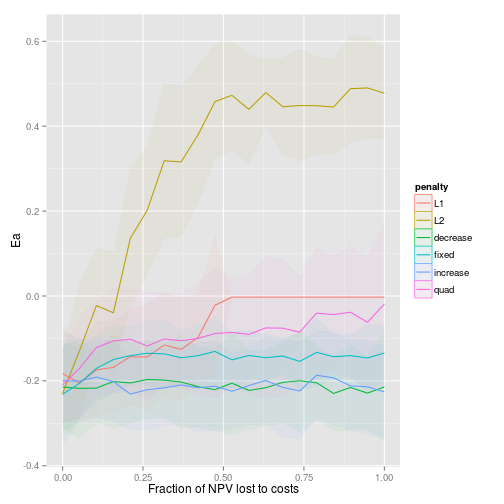 0.6
0.4
0.2
0.0
-0.2
-0.4
Ea
0.00
0.25
0.50
0.75
1.00
Fraction of NPV lost to costs
penalty
L1
L2
decrease
fixed
increase
quad